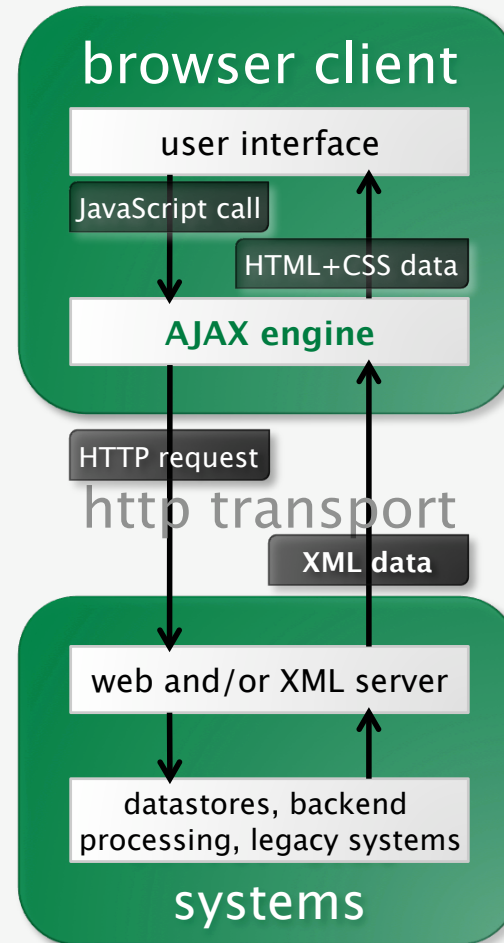 browser client
user interface
JavaScript call
HTML+CSS data
AJAX engine
HTTP request
http transport
XML data
web and/or XML server
datastores, backend
processing, legacy systems
systems